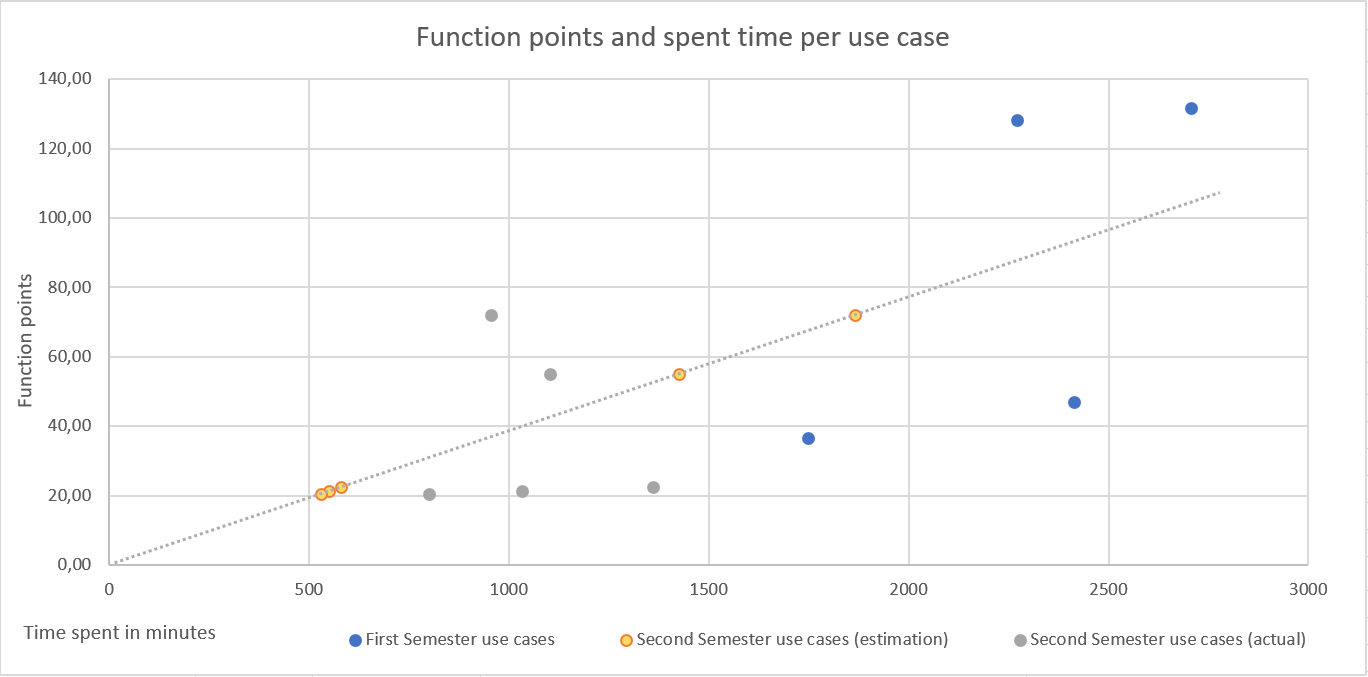 Function points and spent time per use case
140,00
120,00
100,00
80,00
60,00
40,00
20,00
0,00
Function points
0 500 1000 1500 2000 2500 3000
Time spent in minutes
First Semester use cases Second Semester use cases (estimation) Second Semester use cases (actual)